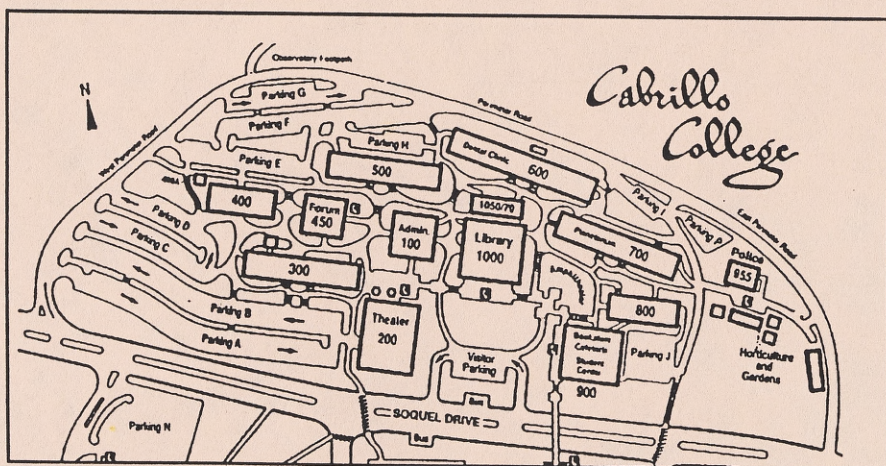 Cabrillo
College
N
Observatory Footpath
Parking G
Perimeter Road
Parking F
West Perimeter Road
Parking H
Dental Clinic
600
Parking E
500
400
Forum
450
1050/70
Parking I
Parking P
East Perimeter Road
Parking D
Admin.
100
Library
1000
Planetarium
700
Police
955
Parking C
300
Amphitheater
800
Parking B
Theater
200
Bookstore
Cafeteria
Student
Center
900
Parking J
Horticulture
and
Gardens
Parking A
Visitor
Parking
Bus
SOQUEL DRIVE
Bus
Parking N